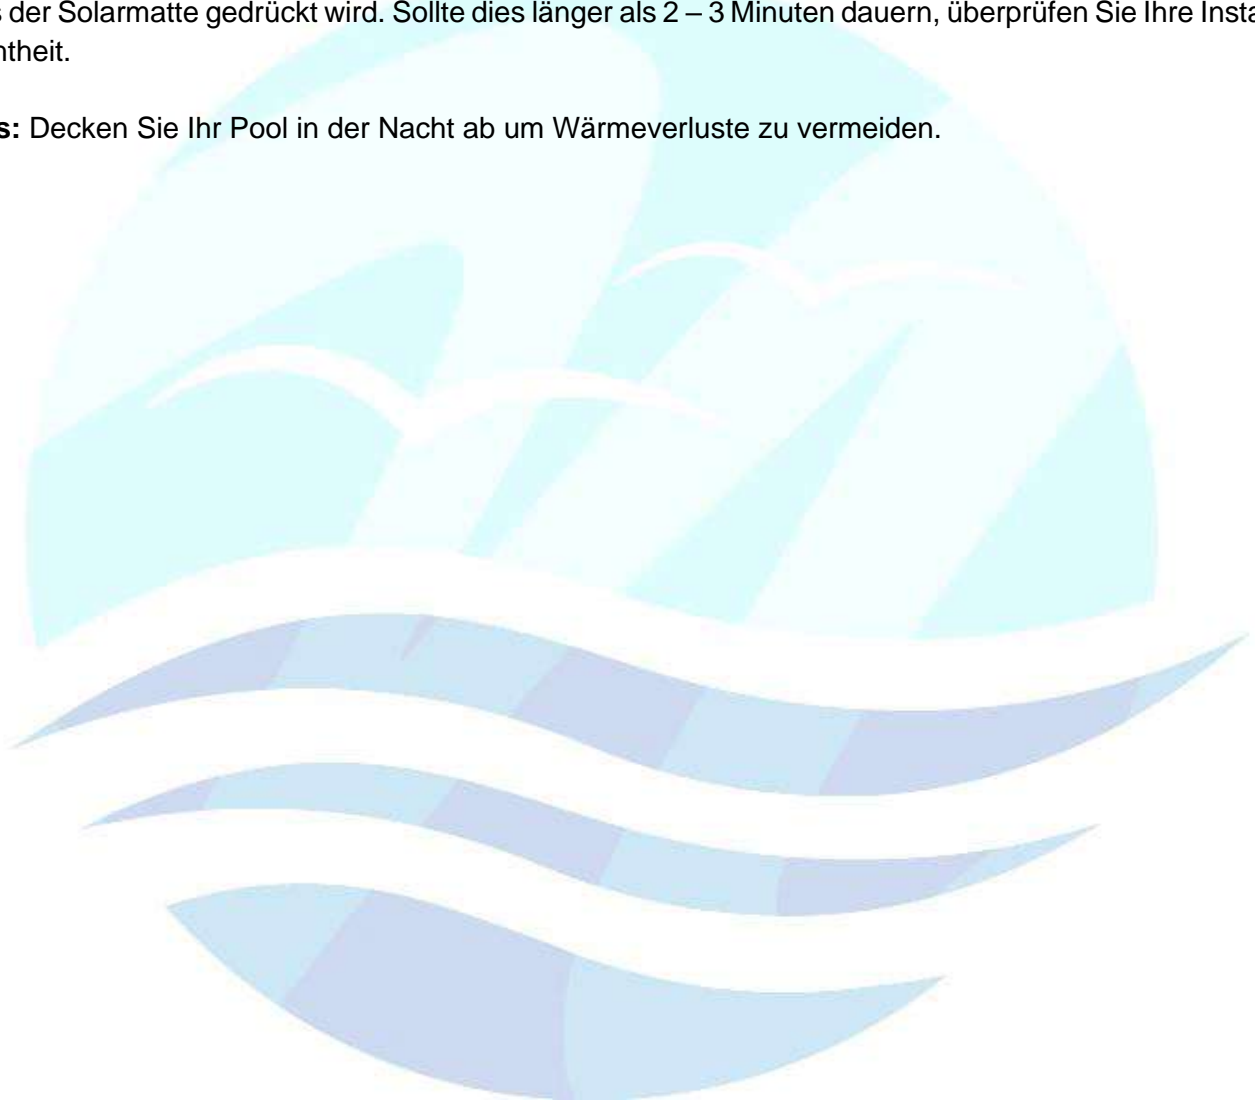 s der Solarmatte gedrückt wird. Sollte dies länger als 2 – 3 Minuten dauern, überprüfen Sie Ihre Insta
ntheit.
s: Decken Sie Ihr Pool in der Nacht ab um Wärmeverluste zu vermeiden.